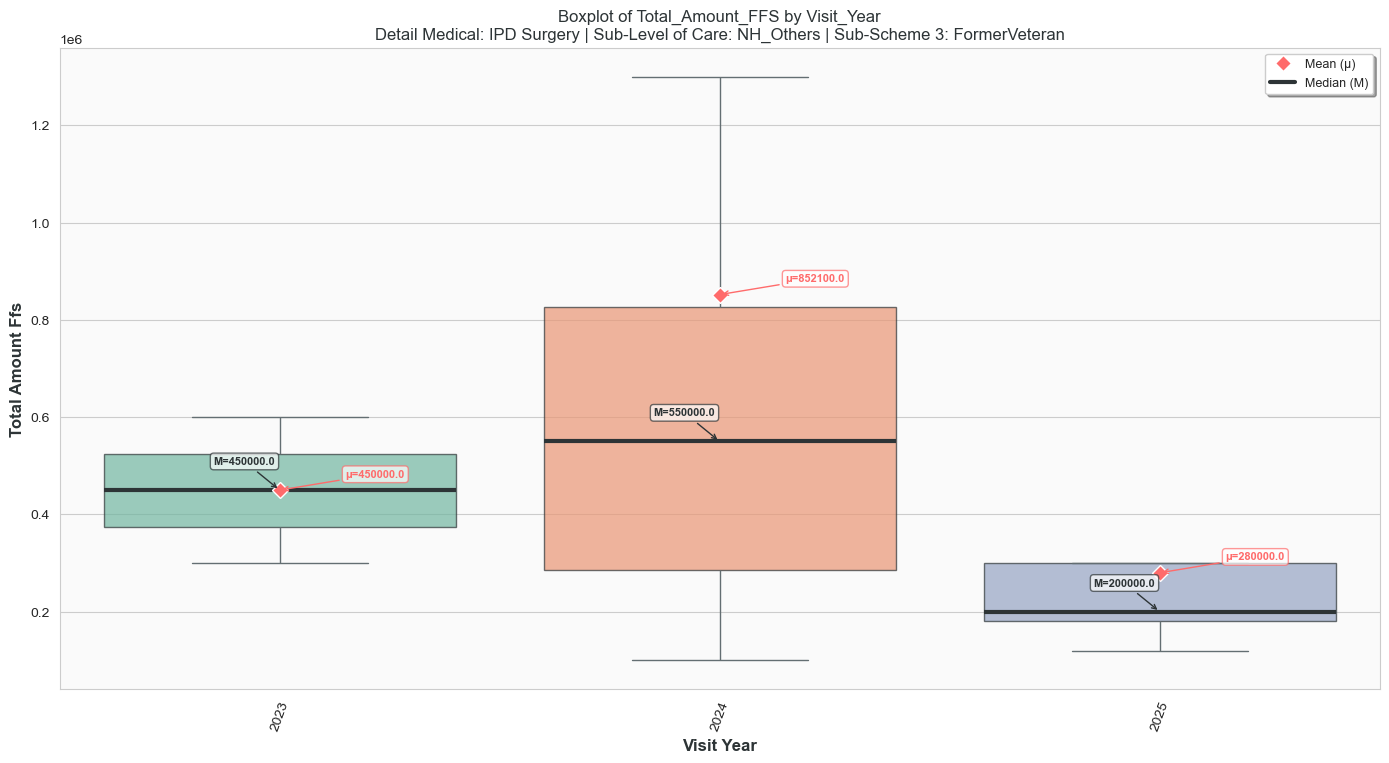 Boxplot of Total_Amount_FFS by Visit_Year
Detail Medical: IPD Surgery | Sub-Level of Care: NH_Others | Sub-Scheme 3: FormerVeteran
1e6
Mean (μ)
Median (M)
1.2
1.0
0.8
0.6
0.4
0.2
Total Amount Ffs
M=450000.0
μ=450000.0
M=550000.0
μ=852100.0
M=200000.0
μ=280000.0
2023
2024
2025
Visit Year